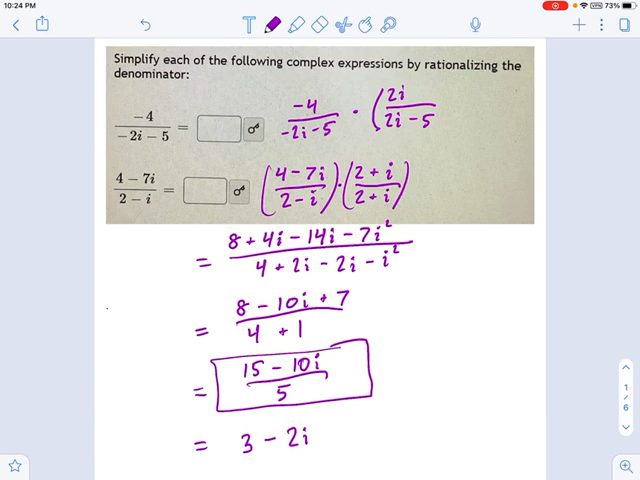 10:24 AM
VPN 73%
T
Simplify each of the following complex expressions by rationalizing the
denominator:
-4 / -2i - 5 =
-4 / -2i-5 · ( 2i / 2i - 5
4 - 7i / 2 - i =
( 4 - 7i / 2 - i ) · ( 2 + i / 2 + i )
= 8 + 4i - 14i - 7i² / 4 + 2i - 2i - i²
= 8 - 10i + 7 / 4 + 1
= 15 - 10i / 5
= 3 - 2i
1
/
6